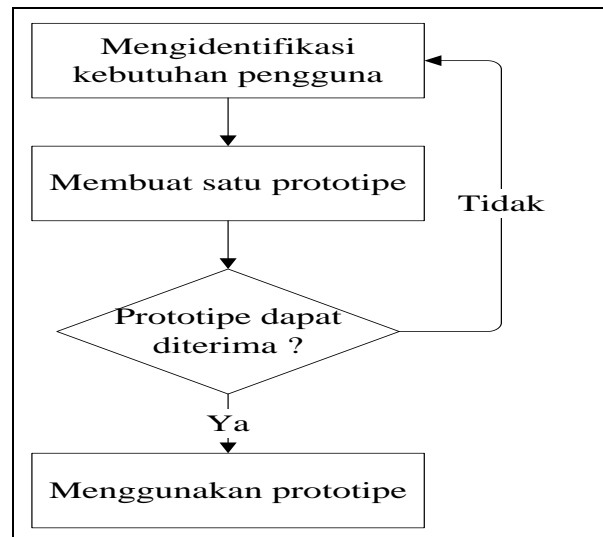 Mengidentifikasi
kebutuhan pengguna
Membuat satu prototipe
Tidak
Prototipe dapat
diterima ?
Ya
Menggunakan prototipe